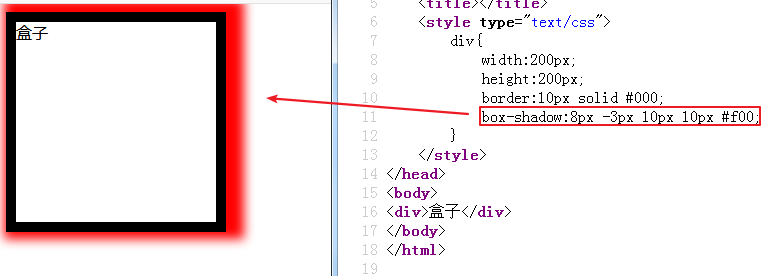 盒子
5 <title></title>
6 <style type="text/css">
7 div{
8 width:200px;
9 height:200px;
10 border:10px solid #000;
11 box-shadow:8px -3px 10px 10px #f00;
12 }
13 </style>
14 </head>
15 <body>
16 <div>盒子</div>
17 </body>
18 </html>
19